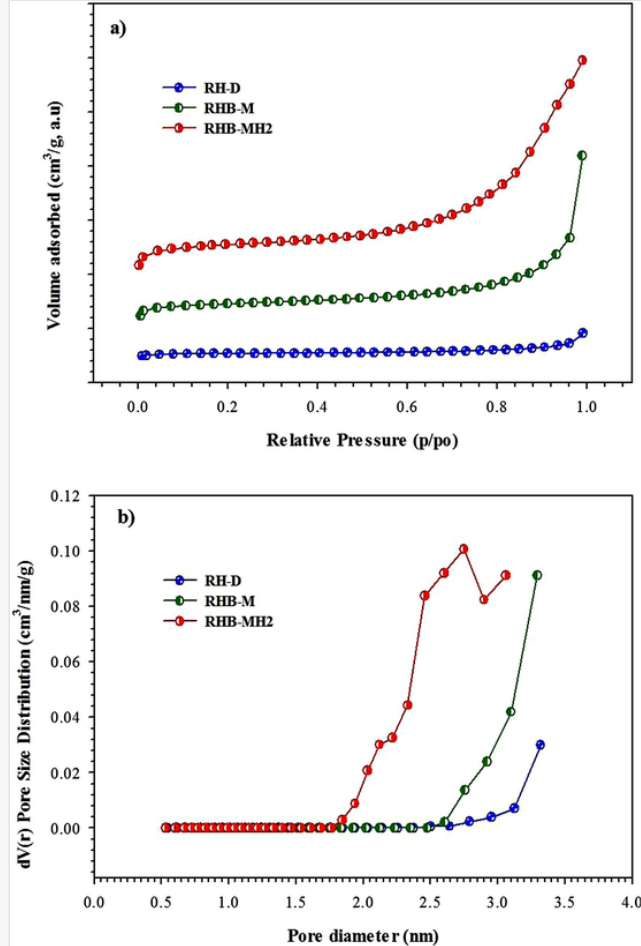 a)
RH-D
RHB-M
RHB-MH2
Volume adsorbed (cm³/g, a.u)
0.0 0.2 0.4 0.6 0.8 1.0
Relative Pressure (p/po)
b)
RH-D
RHB-M
RHB-MH2
dV(r) Pore Size Distribution (cm³/nm/g)
0.12
0.10
0.08
0.06
0.04
0.02
0.00
0.0 0.5 1.0 1.5 2.0 2.5 3.0 3.5 4.0
Pore diameter (nm)